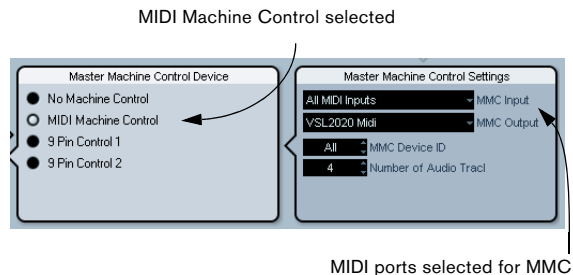 MIDI Machine Control selected
Master Machine Control Device
No Machine Control
MIDI Machine Control
9 Pin Control 1
9 Pin Control 2
Master Machine Control Settings
All MIDI Inputs MMC Input
VSL2020 Midi MMC Output
All MMC Device ID
4 Number of Audio Tracl
MIDI ports selected for MMC